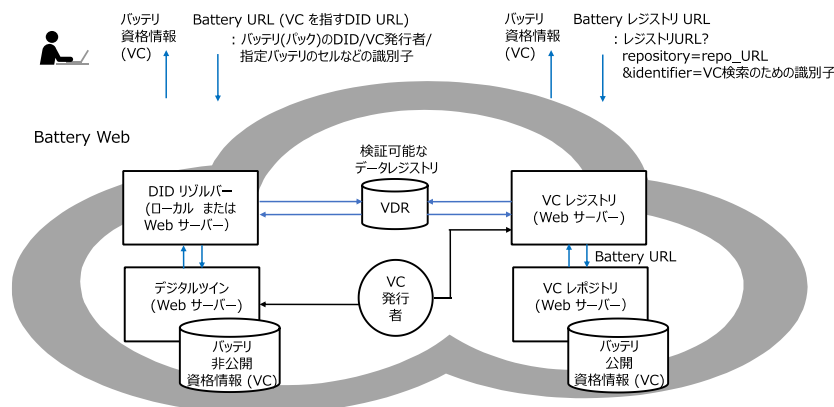 バッテリ
資格情報
(VC)
Battery URL (VC を指すDID URL)
：バッテリ(パック)のDID/VC発行者/
指定バッテリのセルなどの識別子
バッテリ
資格情報
(VC)
Battery レジストリ URL
：レジストリURL?
repository=repo_URL
&identifier=VC検索のための識別子
Battery Web
検証可能な
データレジストリ
VDR
DID リゾルバー
(ローカル または
Web サーバー)
VC レジストリ
(Web サーバー)
Battery URL
デジタルツイン
(Web サーバー)
VC
発行
者
VC レポジトリ
(Web サーバー)
バッテリ
非公開
資格情報 (VC)
バッテリ
公開
資格情報 (VC)